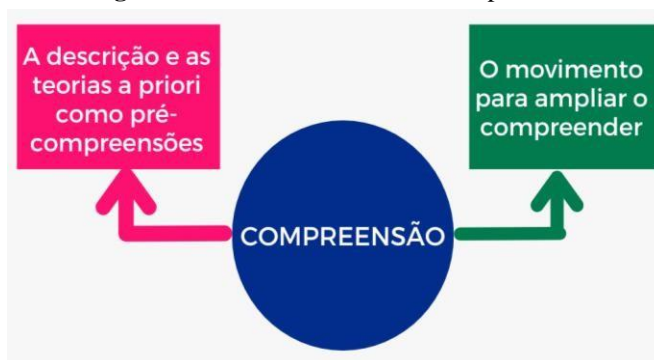 A descrição e as
teorias a priori
como pré-
compreensões
O movimento
para ampliar o
compreender
COMPREENSÃO